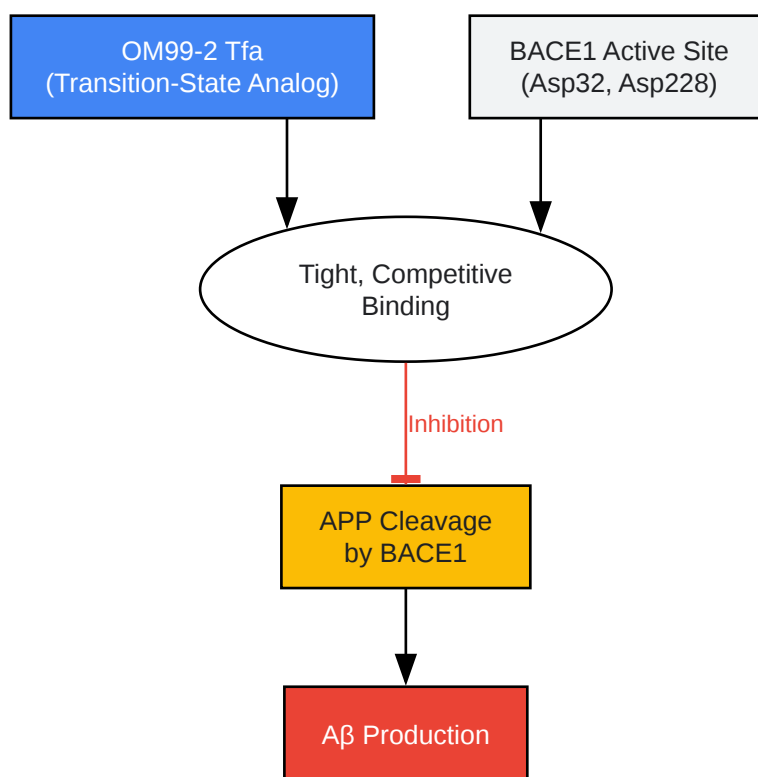 OM99-2 Tfa
(Transition-State Analog)
BACE1 Active Site
(Asp32, Asp228)
Tight, Competitive
Binding
Inhibition
APP Cleavage
by BACE1
Aβ Production